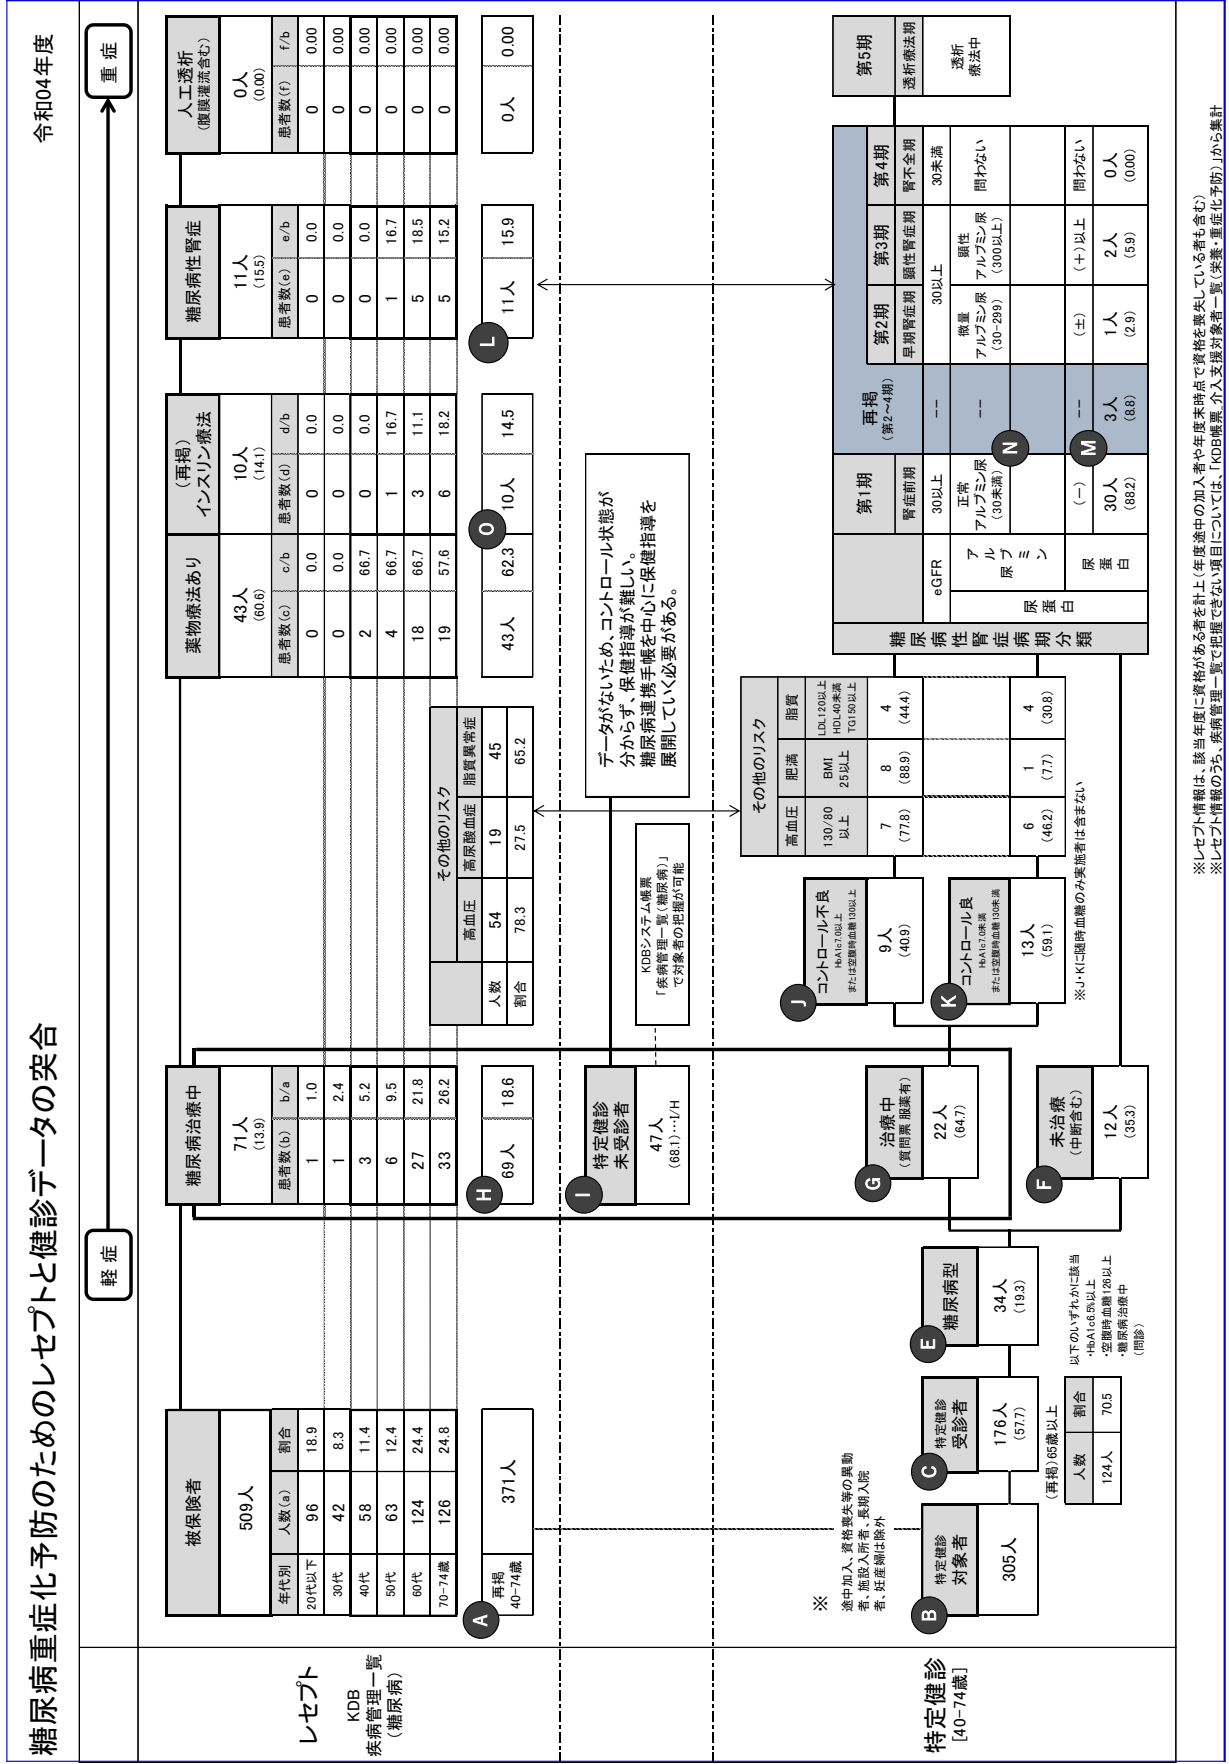 糖尿病重症化予防のためのレセプトと健診データの突合
令和04年度
軽症
重症
レセプト
KDB
疾病管理一覧
(糖尿病)
被保険者
509人
年代別 人数(a) 割合
20代以下 96 18.9
30代 42 8.3
40代 58 11.4
50代 63 12.4
60代 124 24.4
70-74歳 126 24.8
A
再掲
40-74歳
371人
糖尿病治療中
71人
(13.9)
患者数(b) b/a
1 1.0
1 2.4
3 5.2
6 9.5
27 21.8
33 26.2
H
69人 18.6
その他のリスク
高血圧 高尿酸血症 脂質異常症
人数 54 19 45
割合 78.3 27.5 65.2
薬物療法あり
43人
(60.6)
患者数(c) c/b
0 0.0
0 0.0
2 66.7
4 66.7
18 66.7
19 57.6
43人 62.3
(再掲)
インスリン療法
10人
(14.1)
患者数(d) d/b
0 0.0
0 0.0
0 0.0
1 16.7
3 11.1
6 18.2
O
10人 14.5
糖尿病性腎症
11人
(15.5)
患者数(e) e/b
0 0.0
0 0.0
0 0.0
1 16.7
5 18.5
5 15.2
L
11人 15.9
人工透析
(腹膜灌流含む)
0人
(0.00)
患者数(f) f/b
0 0.00
0 0.00
0 0.00
0 0.00
0 0.00
0 0.00
0人 0.00
I
特定健診
未受診者
47人
(68.1)…I/H
KDBシステム帳票
「疾病管理一覧(糖尿病)」
で対象者の把握が可能
データがないため、コントロール状態が
分からず、保健指導が難しい。
糖尿病連携手帳を中心に保健指導を
展開していく必要がある。
特定健診
[40-74歳]
※
途中加入、資格喪失等の異動
者、施設入所者、長期入院
者、妊産婦は除外
B
特定健診
対象者
305人
C
特定健診
受診者
176人
(57.7)
(再掲)65歳以上
人数 割合
124人 70.5
E
糖尿病型
34人
(19.3)
以下のいずれかに該当
・HbA1c6.5%以上
・空腹時血糖126以上
・糖尿病治療中
(問診)
G
治療中
(質問票 服薬有)
22人
(64.7)
F
未治療
(中断含む)
12人
(35.3)
J
コントロール不良
HbA1c7.0以上
または空腹時血糖130以上
9人
(40.9)
K
コントロール良
HbA1c7.0未満
または空腹時血糖130未満
13人
(59.1)
※J・Kに随時血糖のみ実施者は含まない
その他のリスク
高血圧 肥満 脂質
130/80
以上
BMI
25以上
LDL120以上
HDL40未満
TG150以上
7
(77.8)
8
(88.9)
4
(44.4)
6
(46.2)
1
(7.7)
4
(30.8)
糖尿病性腎症病期分類
eGFR
尿蛋白
アルブミン尿
尿蛋白
第1期
腎症前期
30以上
正常
アルブミン尿
(30未満)
(-)
30人
(88.2)
再掲
(第2~4期)
--
--
N
--
M
3人
(8.8)
第2期 第3期 第4期
早期腎症期 顕性腎症期 腎不全期
30以上 30未満
微量
アルブミン尿
(30-299)
顕性
アルブミン尿
(300以上)
問わない
(±) (+)以上 問わない
1人
(2.9)
2人
(5.9)
0人
(0.00)
第5期
透析療法期
透析
療法中
※レセプト情報は、該当年度に資格がある者を計上(年度途中の加入者や年度末時点で資格を喪失している者も含む)
※レセプト情報のうち、疾病管理一覧で把握できない項目については、「KDB帳票_介入支援対象者一覧(栄養・重症化予防)」から集計